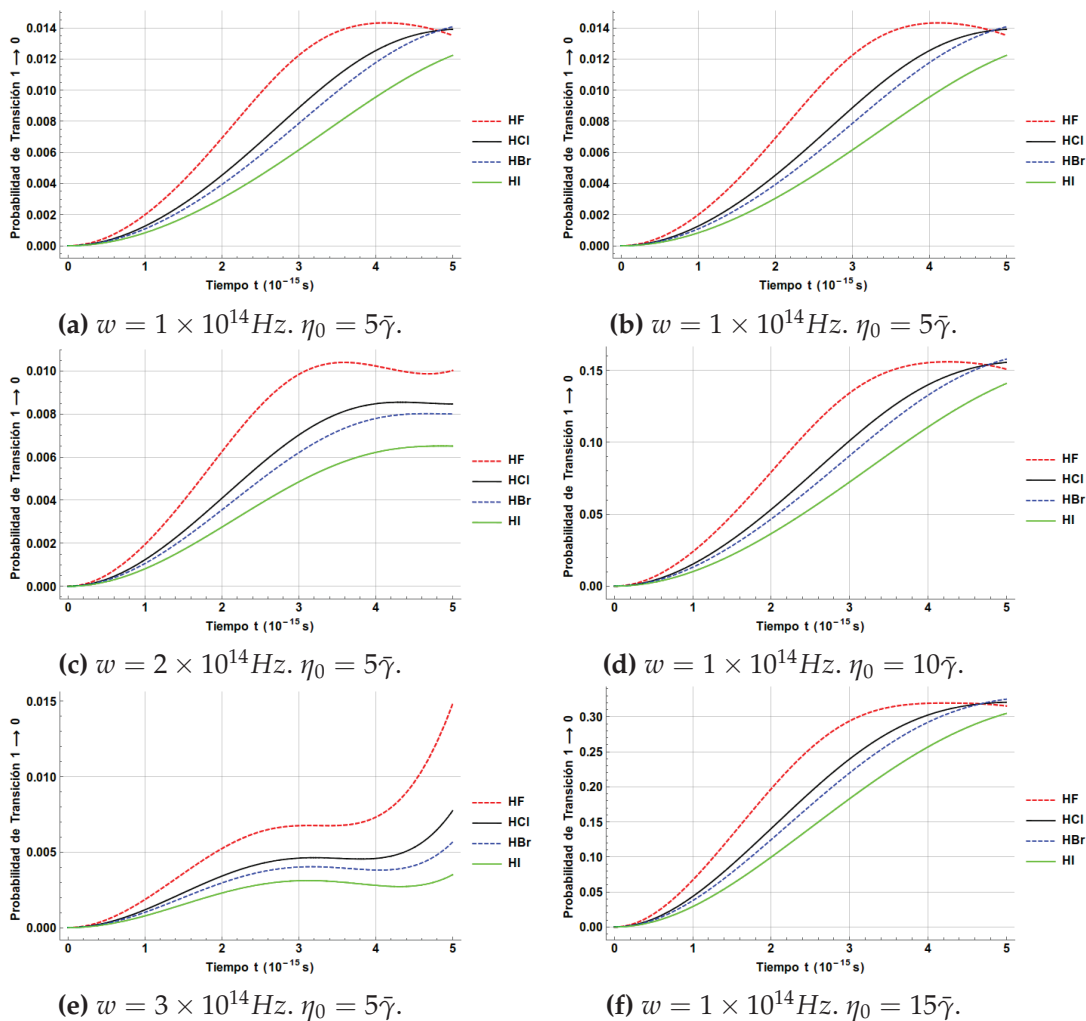 Probabilidad de Transición 1 → 0
0.014
0.012
0.010
0.008
0.006
0.004
0.002
0.000
0 1 2 3 4 5
Tiempo t (10⁻¹⁵ s)
HF
HCl
HBr
HI
(a) w = 1 × 10¹⁴Hz. η₀ = 5γ̄.
Probabilidad de Transición 1 → 0
0.014
0.012
0.010
0.008
0.006
0.004
0.002
0.000
0 1 2 3 4 5
Tiempo t (10⁻¹⁵ s)
HF
HCl
HBr
HI
(b) w = 1 × 10¹⁴Hz. η₀ = 5γ̄.
Probabilidad de Transición 1 → 0
0.010
0.008
0.006
0.004
0.002
0.000
0 1 2 3 4 5
Tiempo t (10⁻¹⁵ s)
HF
HCl
HBr
HI
(c) w = 2 × 10¹⁴Hz. η₀ = 5γ̄.
Probabilidad de Transición 1 → 0
0.15
0.10
0.05
0.00
0 1 2 3 4 5
Tiempo t (10⁻¹⁵ s)
HF
HCl
HBr
HI
(d) w = 1 × 10¹⁴Hz. η₀ = 10γ̄.
Probabilidad de Transición 1 → 0
0.015
0.010
0.005
0.000
0 1 2 3 4 5
Tiempo t (10⁻¹⁵ s)
HF
HCl
HBr
HI
(e) w = 3 × 10¹⁴Hz. η₀ = 5γ̄.
Probabilidad de Transición 1 → 0
0.30
0.25
0.20
0.15
0.10
0.05
0.00
0 1 2 3 4 5
Tiempo t (10⁻¹⁵ s)
HF
HCl
HBr
HI
(f) w = 1 × 10¹⁴Hz. η₀ = 15γ̄.